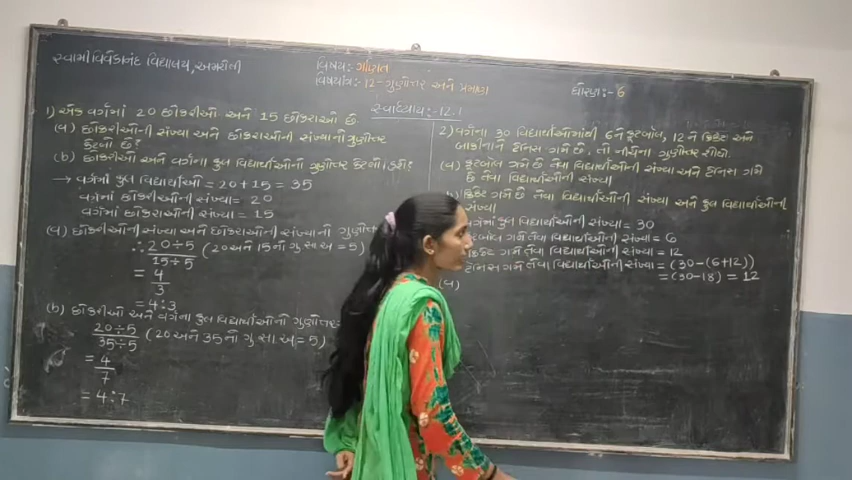 સ્વામી વિવેકાનંદ વિદ્યાલય, અમરેલી
વિષય:- ગણિત
વિષયાંગ:- 12-ગુણોત્તર અને પ્રમાણ
ધોરણ:- 6
સ્વાધ્યાય:-12.1
1) એક વર્ગમાં 20 છોકરીઓ અને 15 છોકરાઓ છે.
(a) છોકરીઓની સંખ્યા અને છોકરાઓની સંખ્યાનો ગુણોત્તર
કેટલો છે?
(b) છોકરીઓ અને વર્ગના કુલ વિદ્યાર્થીઓનો ગુણોત્તર કેટલો
→ વર્ગમાં કુલ વિદ્યાર્થીઓ = 20 + 15 = 35
વર્ગમાં છોકરીઓની સંખ્યા = 20
વર્ગમાં છોકરાઓની સંખ્યા = 15
(a) છોકરીઓની સંખ્યા અને છોકરાઓની સંખ્યાનો
∴ 20÷5 (20 અને 15નો ગુ.સા.અ = 5)
15÷5
= 4
3
= 4:3
(b) છોકરીઓ અને વર્ગના કુલ વિદ્યાર્થીઓનો ગુણોત્તર
20÷5 (20 અને 35નો ગુ.સા.અ = 5)
35÷5
= 4
7
= 4:7
2) વર્ગના 30 વિદ્યાર્થીઓમાંથી 6ને ફૂટબોલ, 12ને ક્રિકેટ અને
બાકીનાને ટેનિસ ગમે છે. તો નીચેના ગુણોત્તર શોધો.
(a) ફૂટબોલ ગમે છે તેવા વિદ્યાર્થીઓની સંખ્યા અને ટેનિસ ગમે
છે તેવા વિદ્યાર્થીઓની સંખ્યા
ક્રિકેટ ગમે છે તેવા વિદ્યાર્થીઓની સંખ્યા અને કુલ વિદ્યાર્થીઓની
સંખ્યા
વર્ગમાં કુલ વિદ્યાર્થીઓની સંખ્યા = 30
ગમે તેવા વિદ્યાર્થીઓની સંખ્યા = 6
ક્રિકેટ ગમે તેવા વિદ્યાર્થીઓની સંખ્યા = 12
ટેનિસ ગમે તેવા વિદ્યાર્થીઓની સંખ્યા = (30-(6+12))
= (30-18) = 12
(a)